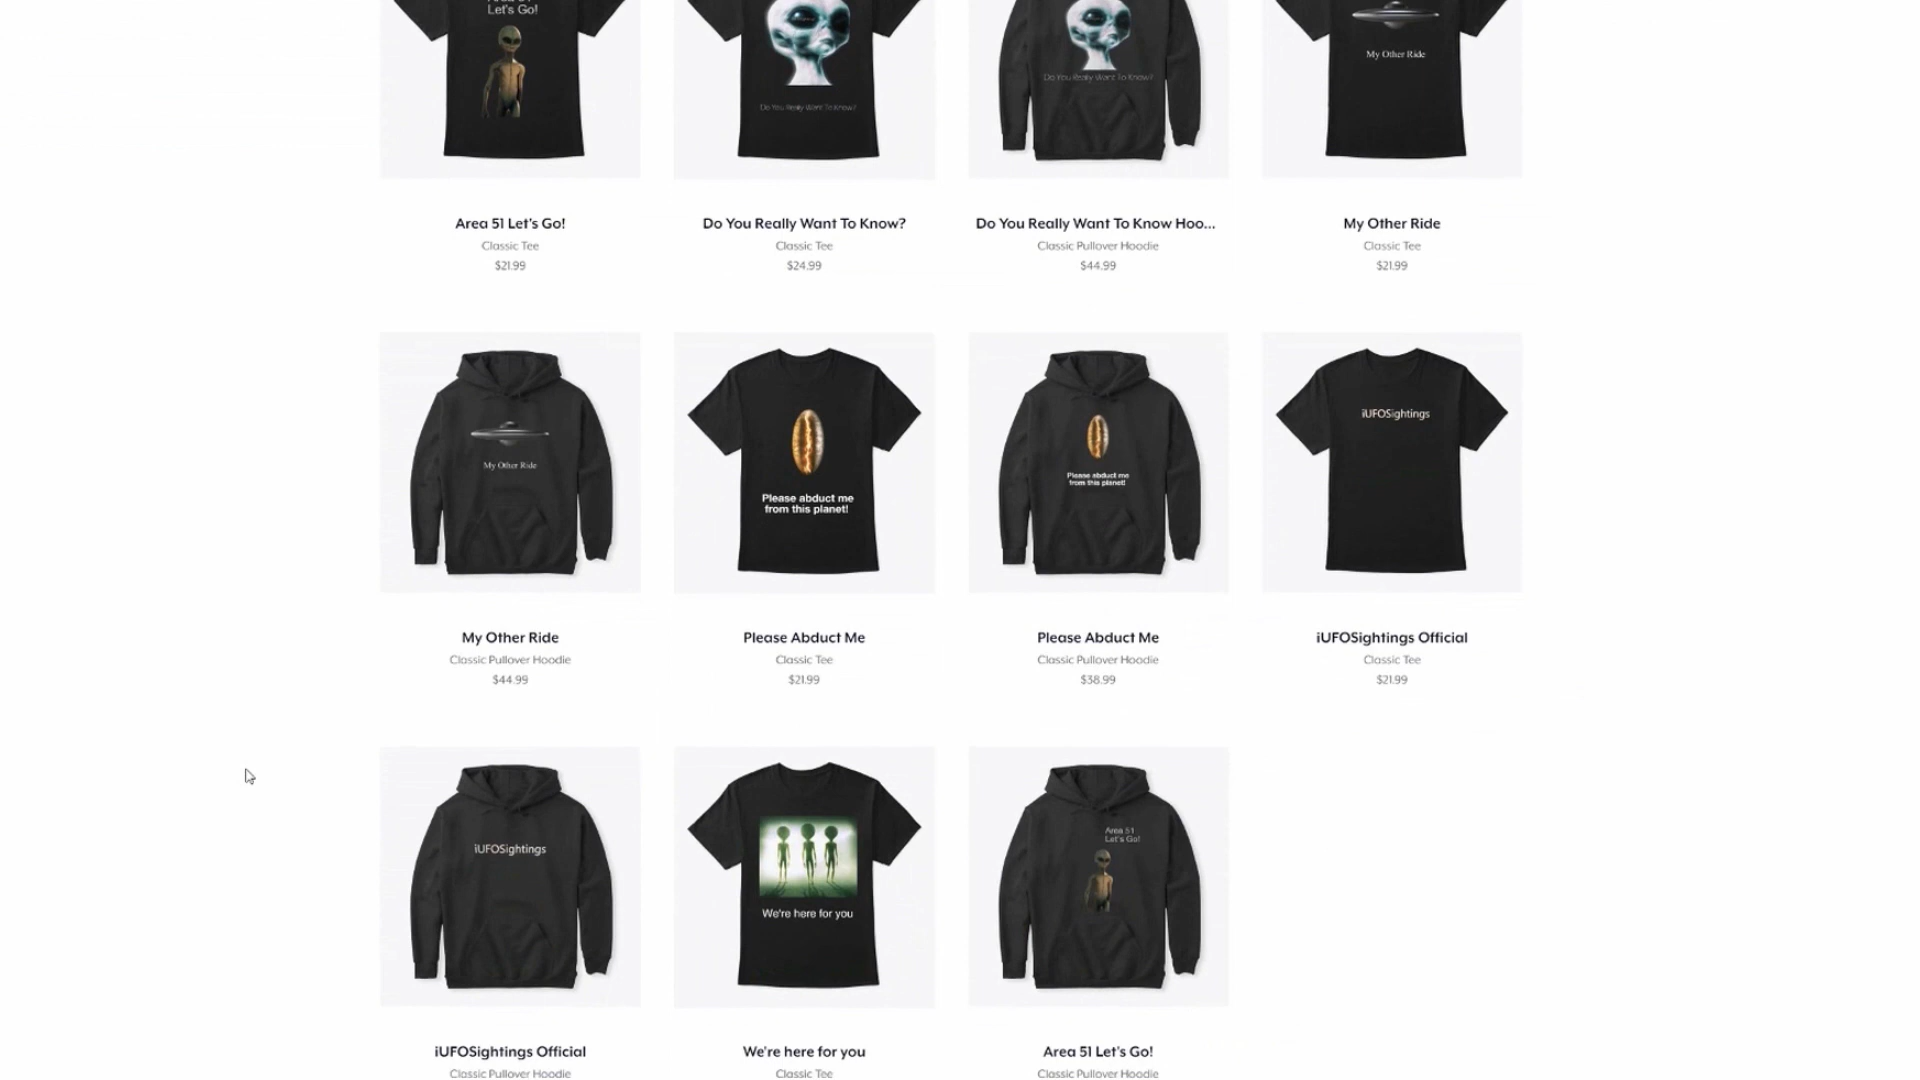 Area 51
Let's Go!
Do You Really Want To Know?
Do You Really Want To Know?
My Other Ride
Area 51 Let's Go!
Classic Tee
$21.99
Do You Really Want To Know?
Classic Tee
$24.99
Do You Really Want To Know Hoo...
Classic Pullover Hoodie
$44.99
My Other Ride
Classic Tee
$21.99
My Other Ride
Please abduct me
from this planet!
Please abduct me
from this planet!
iUFOSightings
My Other Ride
Classic Pullover Hoodie
$44.99
Please Abduct Me
Classic Tee
$21.99
Please Abduct Me
Classic Pullover Hoodie
$38.99
iUFOSightings Official
Classic Tee
$21.99
iUFOSightings
We're here for you
Area 51
Let's Go!
iUFOSightings Official
Classic Pullover Hoodie
We're here for you
Classic Tee
Area 51 Let's Go!
Classic Pullover Hoodie